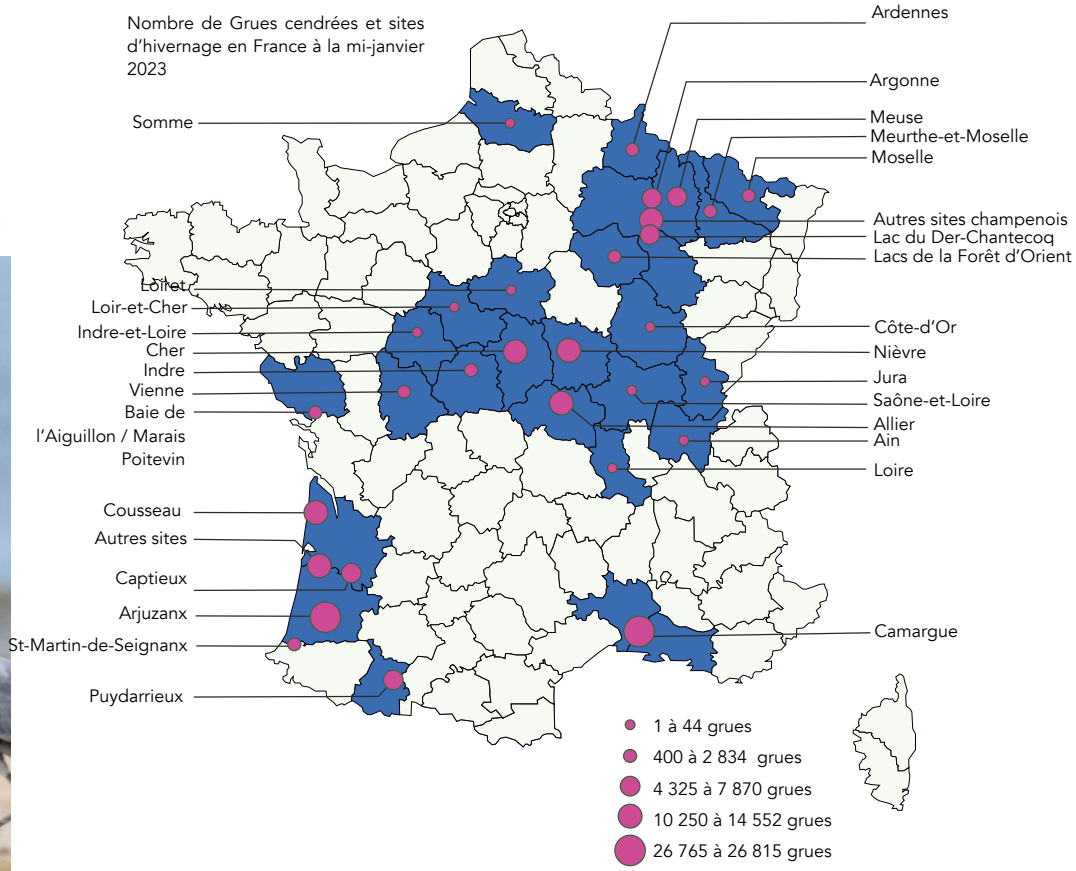 Nombre de Grues cendrées et sites
d'hivernage en France à la mi-janvier
2023
Ardennes
Argonne
Meuse
Meurthe-et-Moselle
Moselle
Autres sites champenois
Lac du Der-Chantecoq
Lacs de la Forêt d'Orient
Côte-d'Or
Nièvre
Jura
Saône-et-Loire
Allier
Ain
Loire
Camargue
Somme
Loiret
Loir-et-Cher
Indre-et-Loire
Cher
Indre
Vienne
Baie de
l'Aiguillon / Marais
Poitevin
Cousseau
Autres sites
Captieux
Arjuzanx
St-Martin-de-Seignanx
Puydarrieux
1 à 44 grues
400 à 2 834 grues
4 325 à 7 870 grues
10 250 à 14 552 grues
26 765 à 26 815 grues